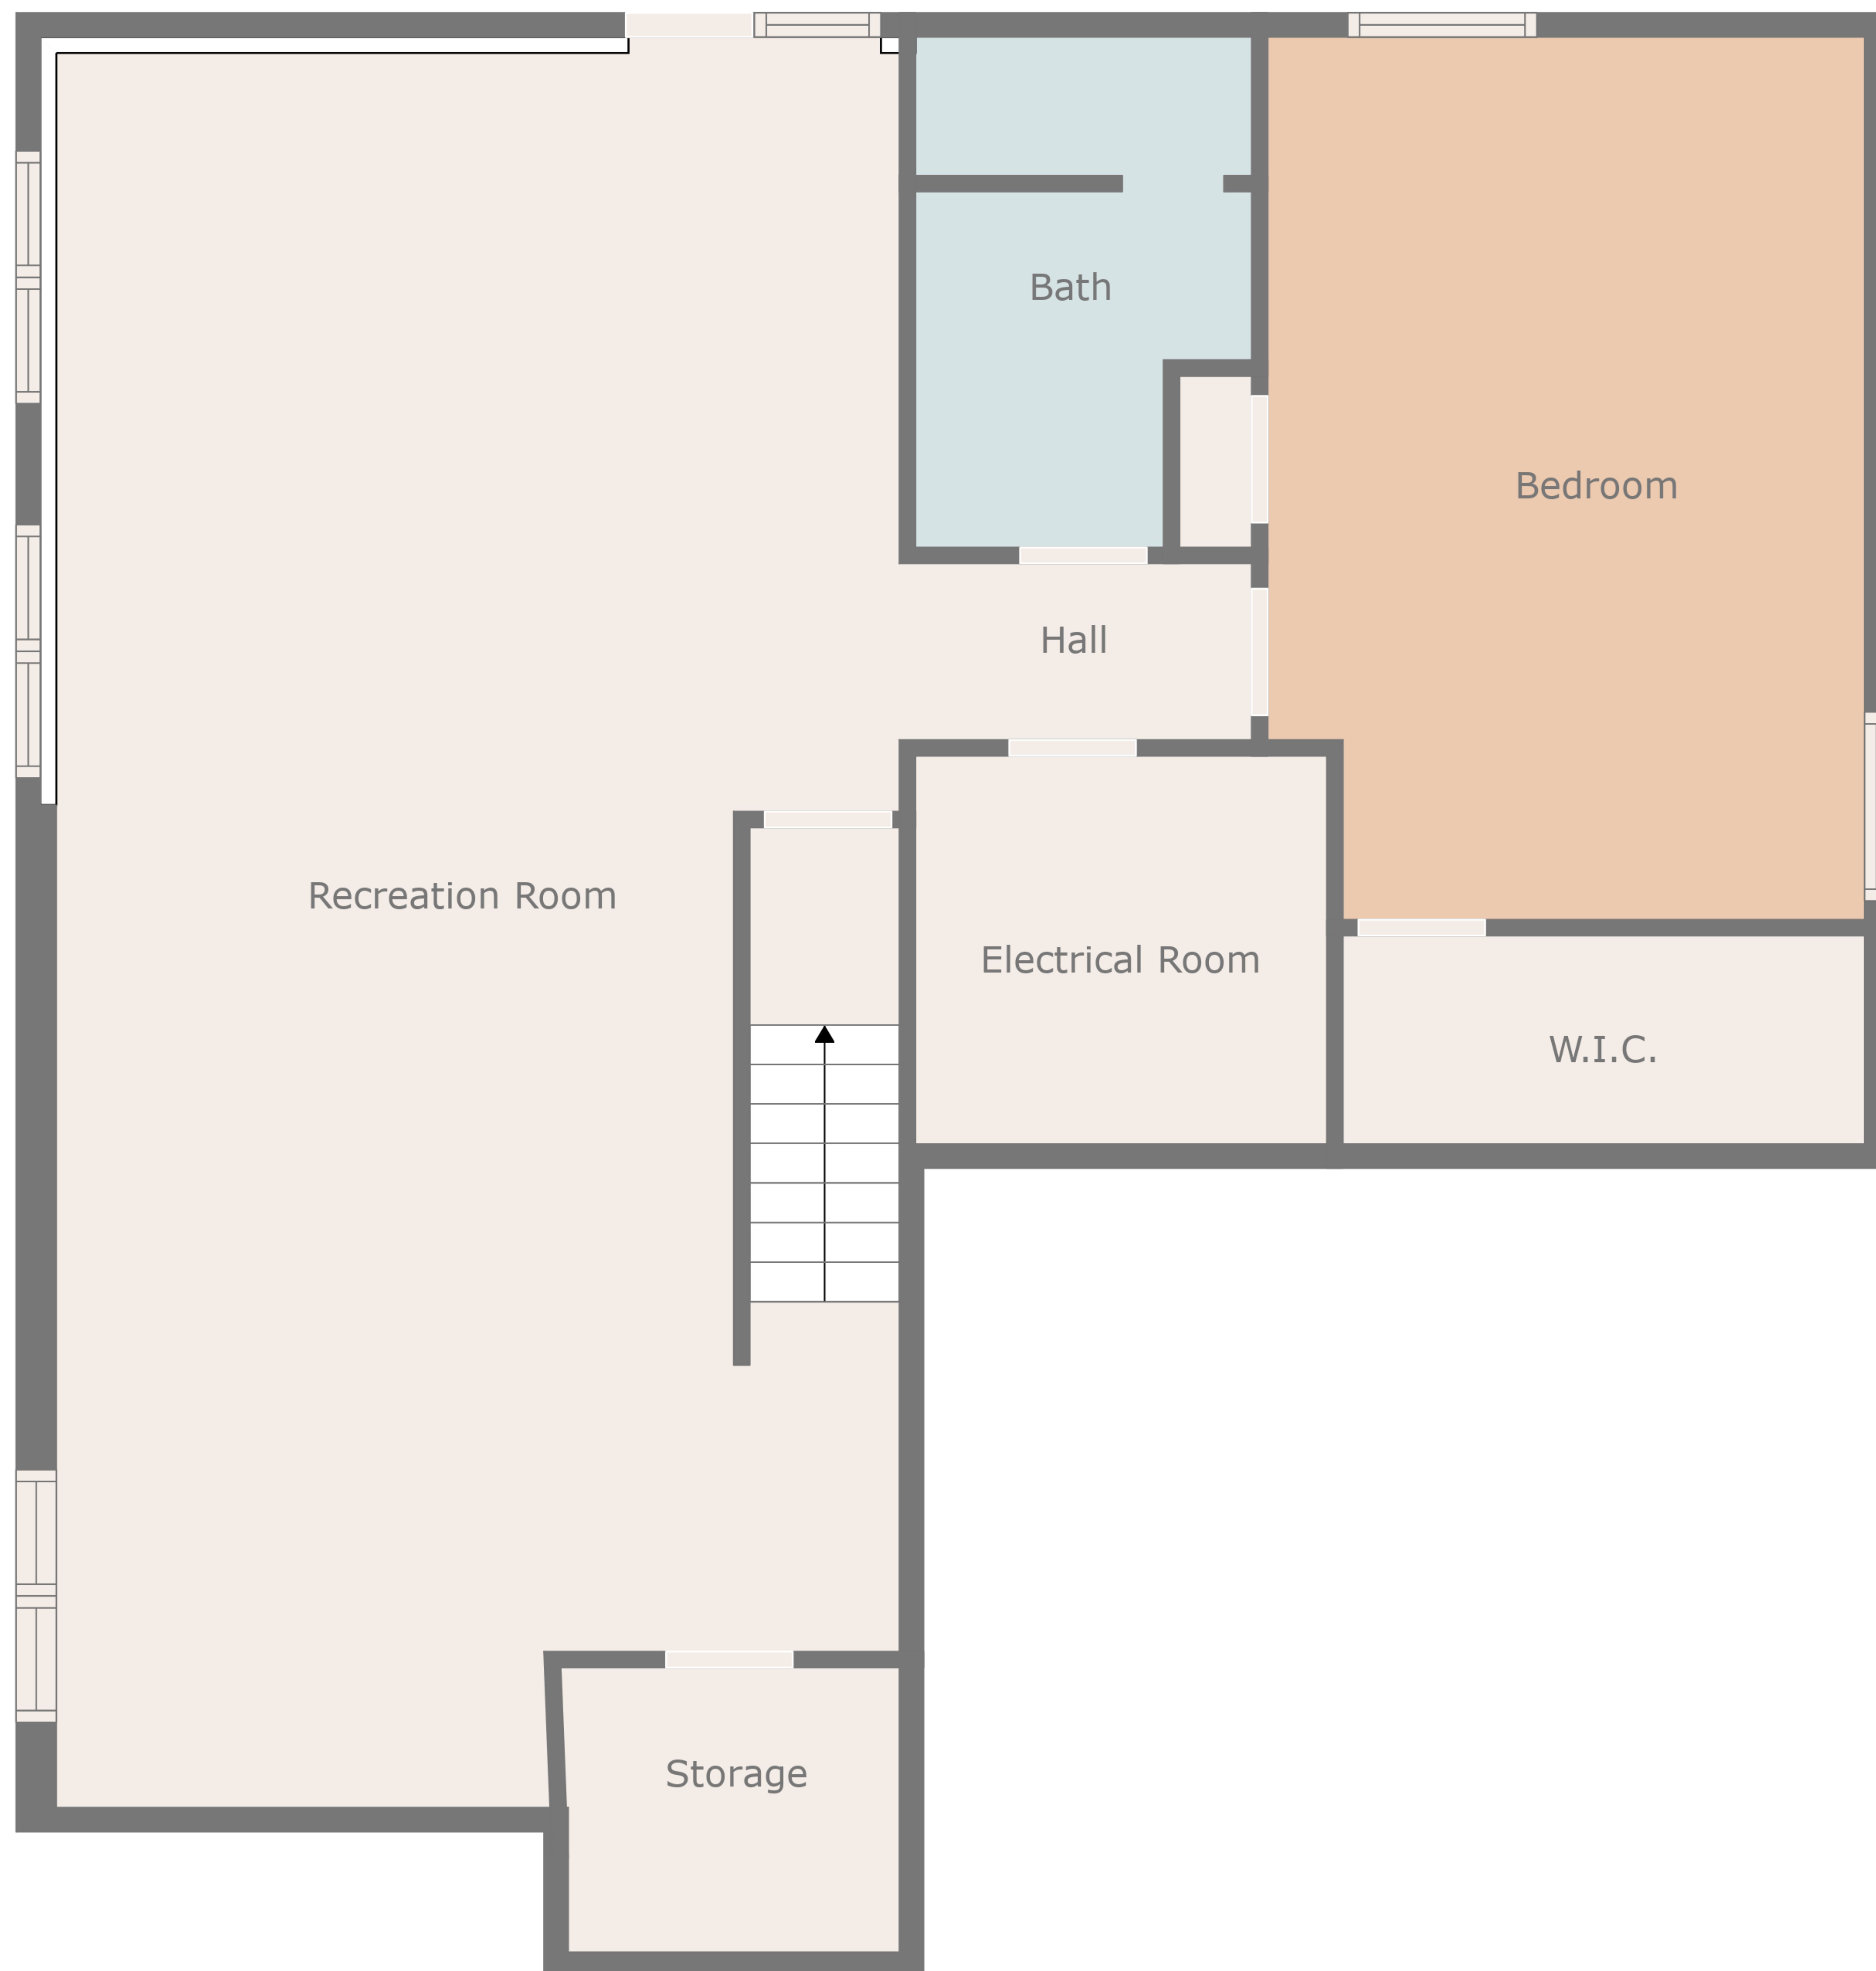 Bath
Bedroom
Hall
Recreation Room
Electrical Room
W.I.C.
Storage